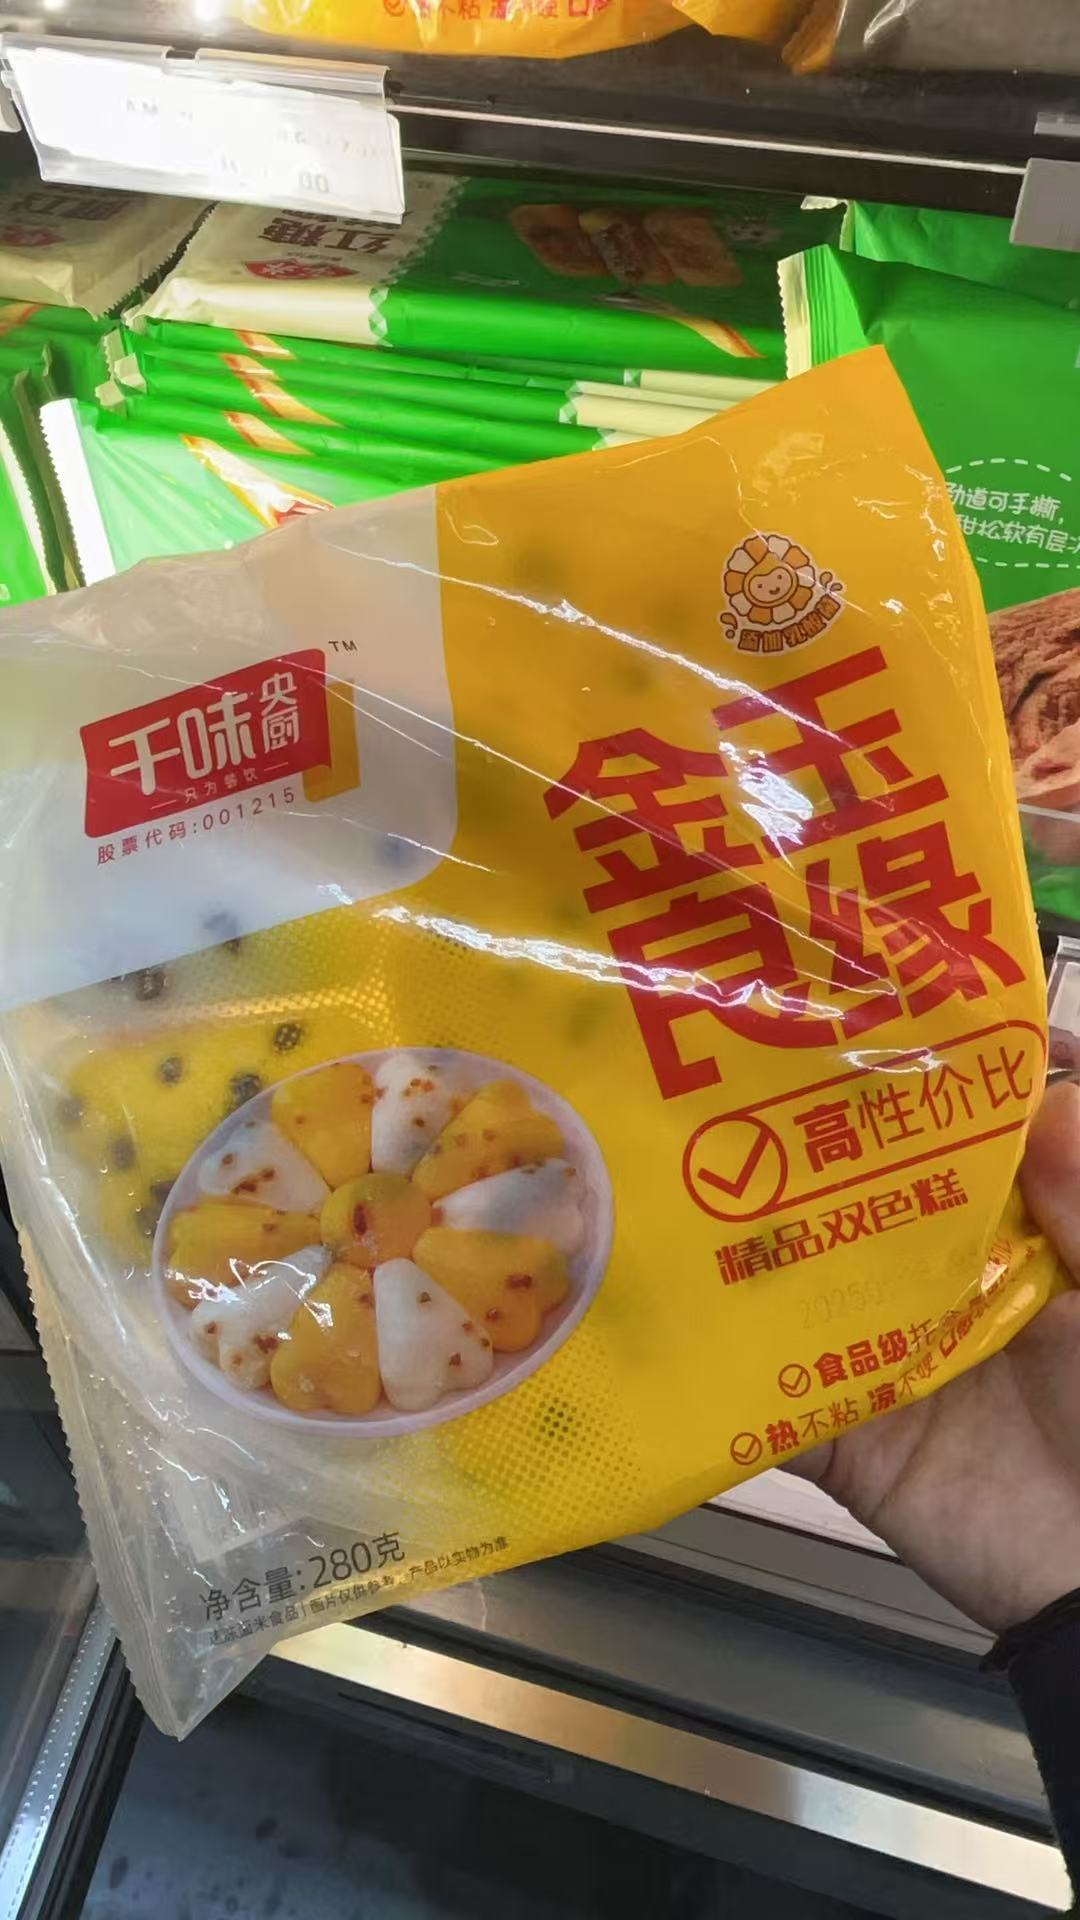 红糖
劲道可手撕,
甜松软有层次
千味央厨
TM
只为餐饮
股票代码:001215
添加乳酸菌
金玉
良缘
高性价比
精品双色糕
食品级托盒
热不粘 凉不硬 口感
净含量:280克
速冻面米食品|图片仅供参考 产品以实物为准